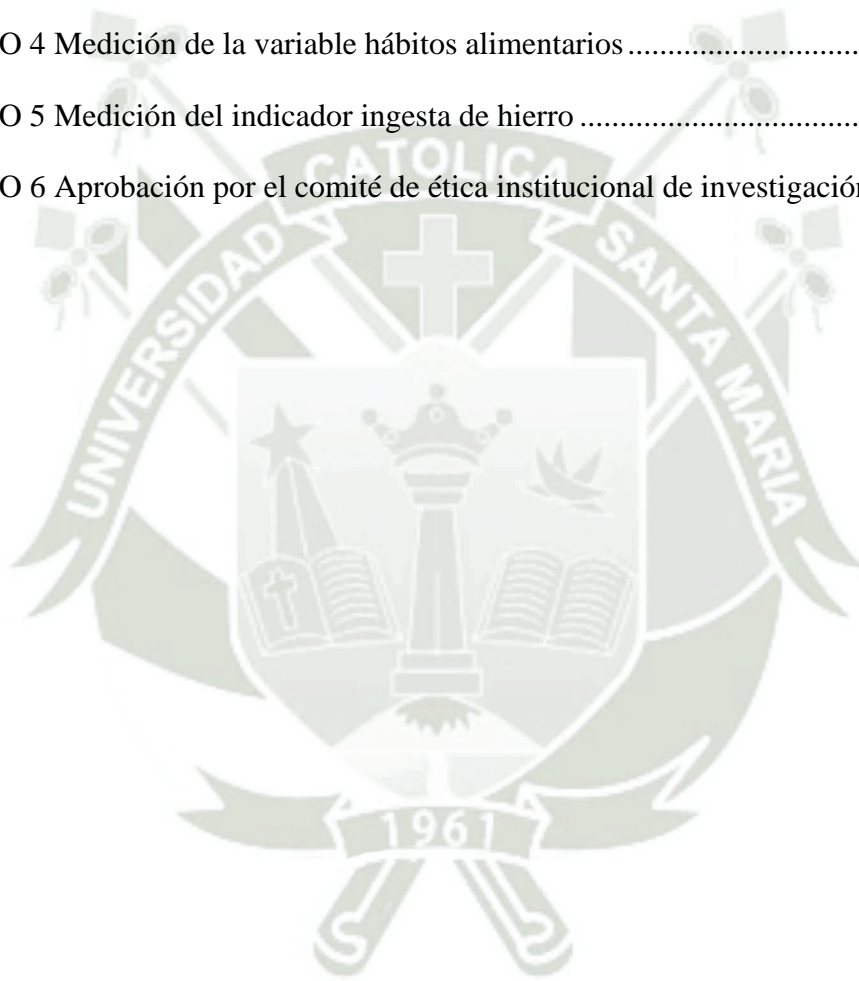 O 4 Medición de la variable hábitos alimentarios ............................
O 5 Medición del indicador ingesta de hierro ..................................
O 6 Aprobación por el comité de ética institucional de investigación
UNIVERSIDAD CATOLICA SANTA MARIA
1961